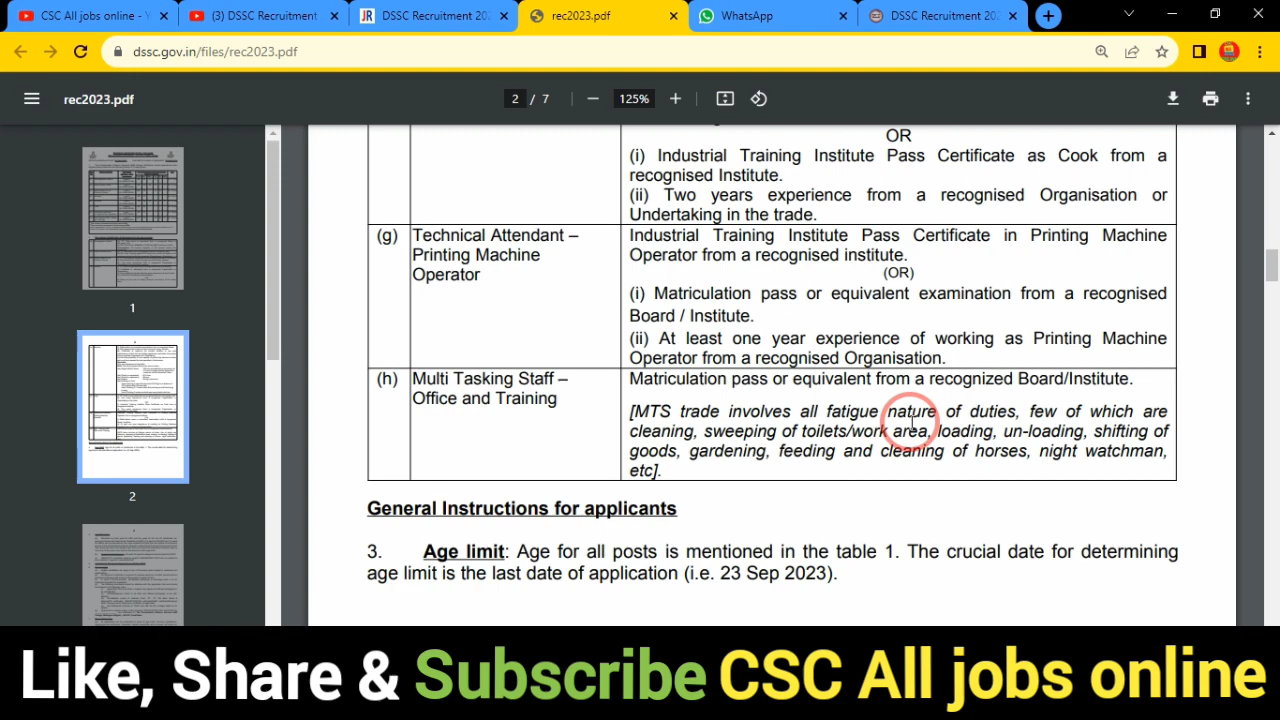 CSC All jobs online - Y
(3) DSSC Recruitment
DSSC Recruitment 202
rec2023.pdf
WhatsApp
DSSC Recruitment 202
dssc.gov.in/files/rec2023.pdf
rec2023.pdf
2 / 7
125%
OR
(i) Industrial Training Institute Pass Certificate as Cook from a
recognised Institute.
(ii) Two years experience from a recognised Organisation or
Undertaking in the trade.
(g) Technical Attendant –
Printing Machine
Operator
Industrial Training Institute Pass Certificate in Printing Machine
Operator from a recognised institute.
(OR)
(i) Matriculation pass or equivalent examination from a recognised
Board / Institute.
(ii) At least one year experience of working as Printing Machine
Operator from a recognised Organisation.
(h) Multi Tasking Staff –
Office and Training
Matriculation pass or equivalent from a recognized Board/Institute.
[MTS trade involves all fatigue nature of duties, few of which are
cleaning, sweeping of toilets/work area, loading, un-loading, shifting of
goods, gardening, feeding and cleaning of horses, night watchman,
etc].
General Instructions for applicants
3. Age limit: Age for all posts is mentioned in the table 1. The crucial date for determining
age limit is the last date of application (i.e. 23 Sep 2023).
1
2
Like, Share & Subscribe CSC All jobs online